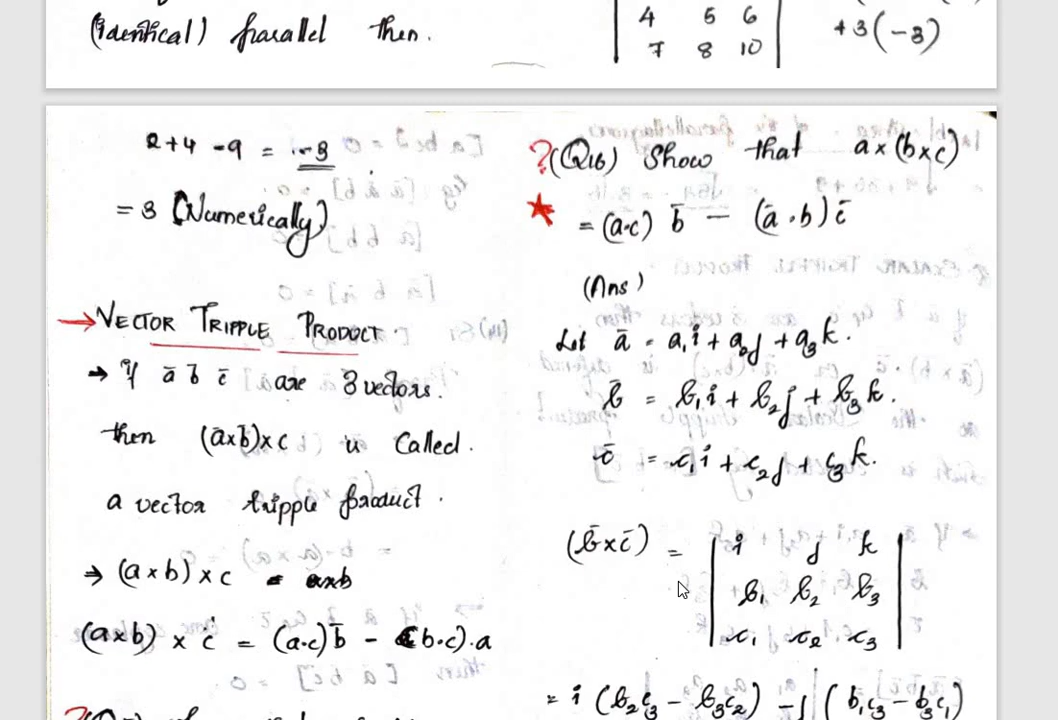 (identical) parallel then.
4 5 6
7 8 10
+3(-3)
2+4 -9 = -3
= 3 (Numerically)
→ VECTOR TRIPPLE PRODUCT.
→ if ā b̄ c̄ are 3 vectors.
then (ā×b̄)×c is called.
a vector tripple product.
→ (a×b)×c = a×b
(a×b) × c = (a·c)b̄ - (b·c).a
?(Q16) Show that a×(b×c)
★ = (a·c) b̄ — (ā·b)c̄
(Ans)
Let ā = a₁i + a₂j + a₃k.
b̄ = b₁i + b₂j + b₃k.
c̄ = c₁i + c₂j + c₃k.
(b̄×c̄) = | i j k |
| b₁ b₂ b₃ |
| c₁ c₂ c₃ |
= i (b₂c₃ - b₃c₂) - j (b₁c₃ - b₃c₁)